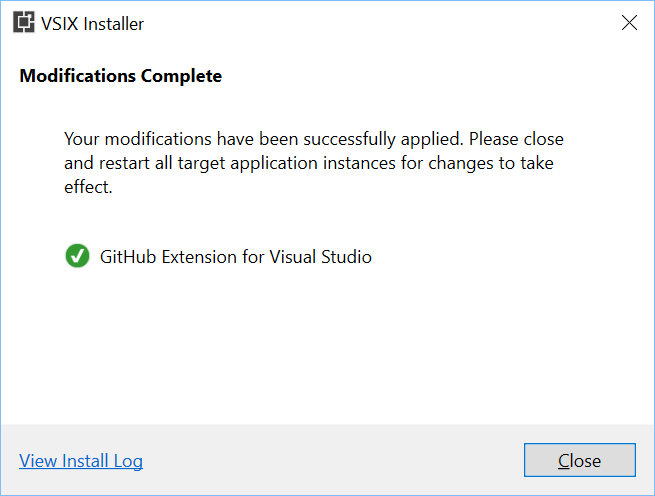 VSIX Installer
Modifications Complete
Your modifications have been successfully applied. Please close
and restart all target application instances for changes to take
effect.
GitHub Extension for Visual Studio
View Install Log
Close